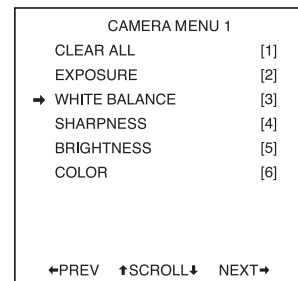 CAMERA MENU 1
CLEAR ALL [1]
EXPOSURE [2]
➡ WHITE BALANCE [3]
SHARPNESS [4]
BRIGHTNESS [5]
COLOR [6]
⬅PREV ⬆SCROLL⬇ NEXT➡